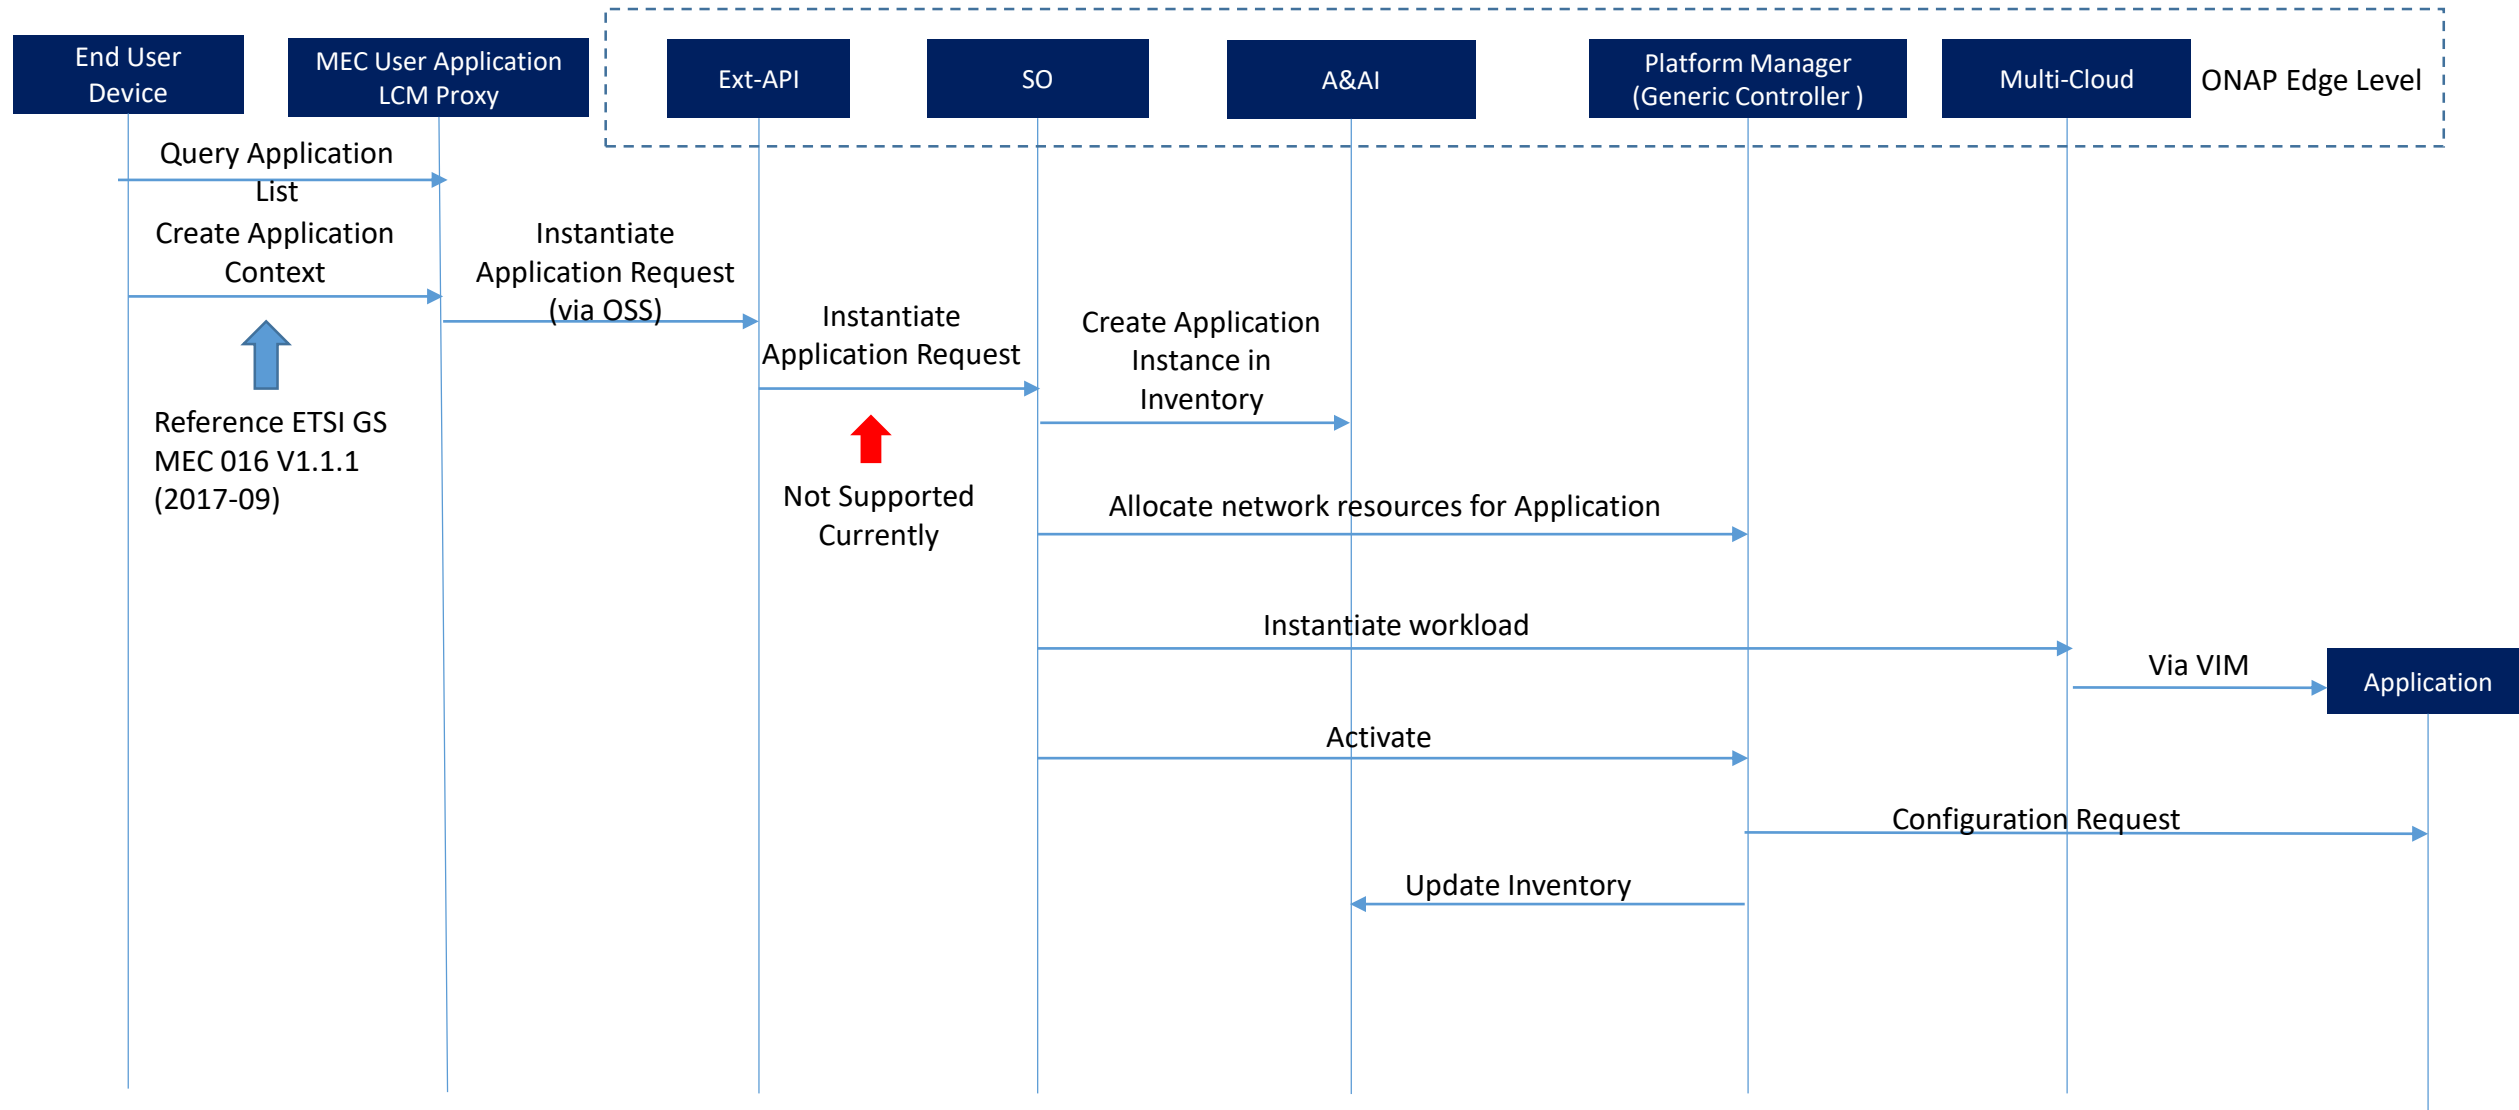 End User
Device
MEC User Application
LCM Proxy
Ext-API
SO
A&AI
Platform Manager
(Generic Controller )
Multi-Cloud
ONAP Edge Level
Query Application
List
Create Application
Context
Instantiate
Application Request
(via OSS)
Instantiate
Application Request
Create Application
Instance in
Inventory
Reference ETSI GS
MEC 016 V1.1.1
(2017-09)
Not Supported
Currently
Allocate network resources for Application
Instantiate workload
Via VIM
Application
Activate
Configuration Request
Update Inventory